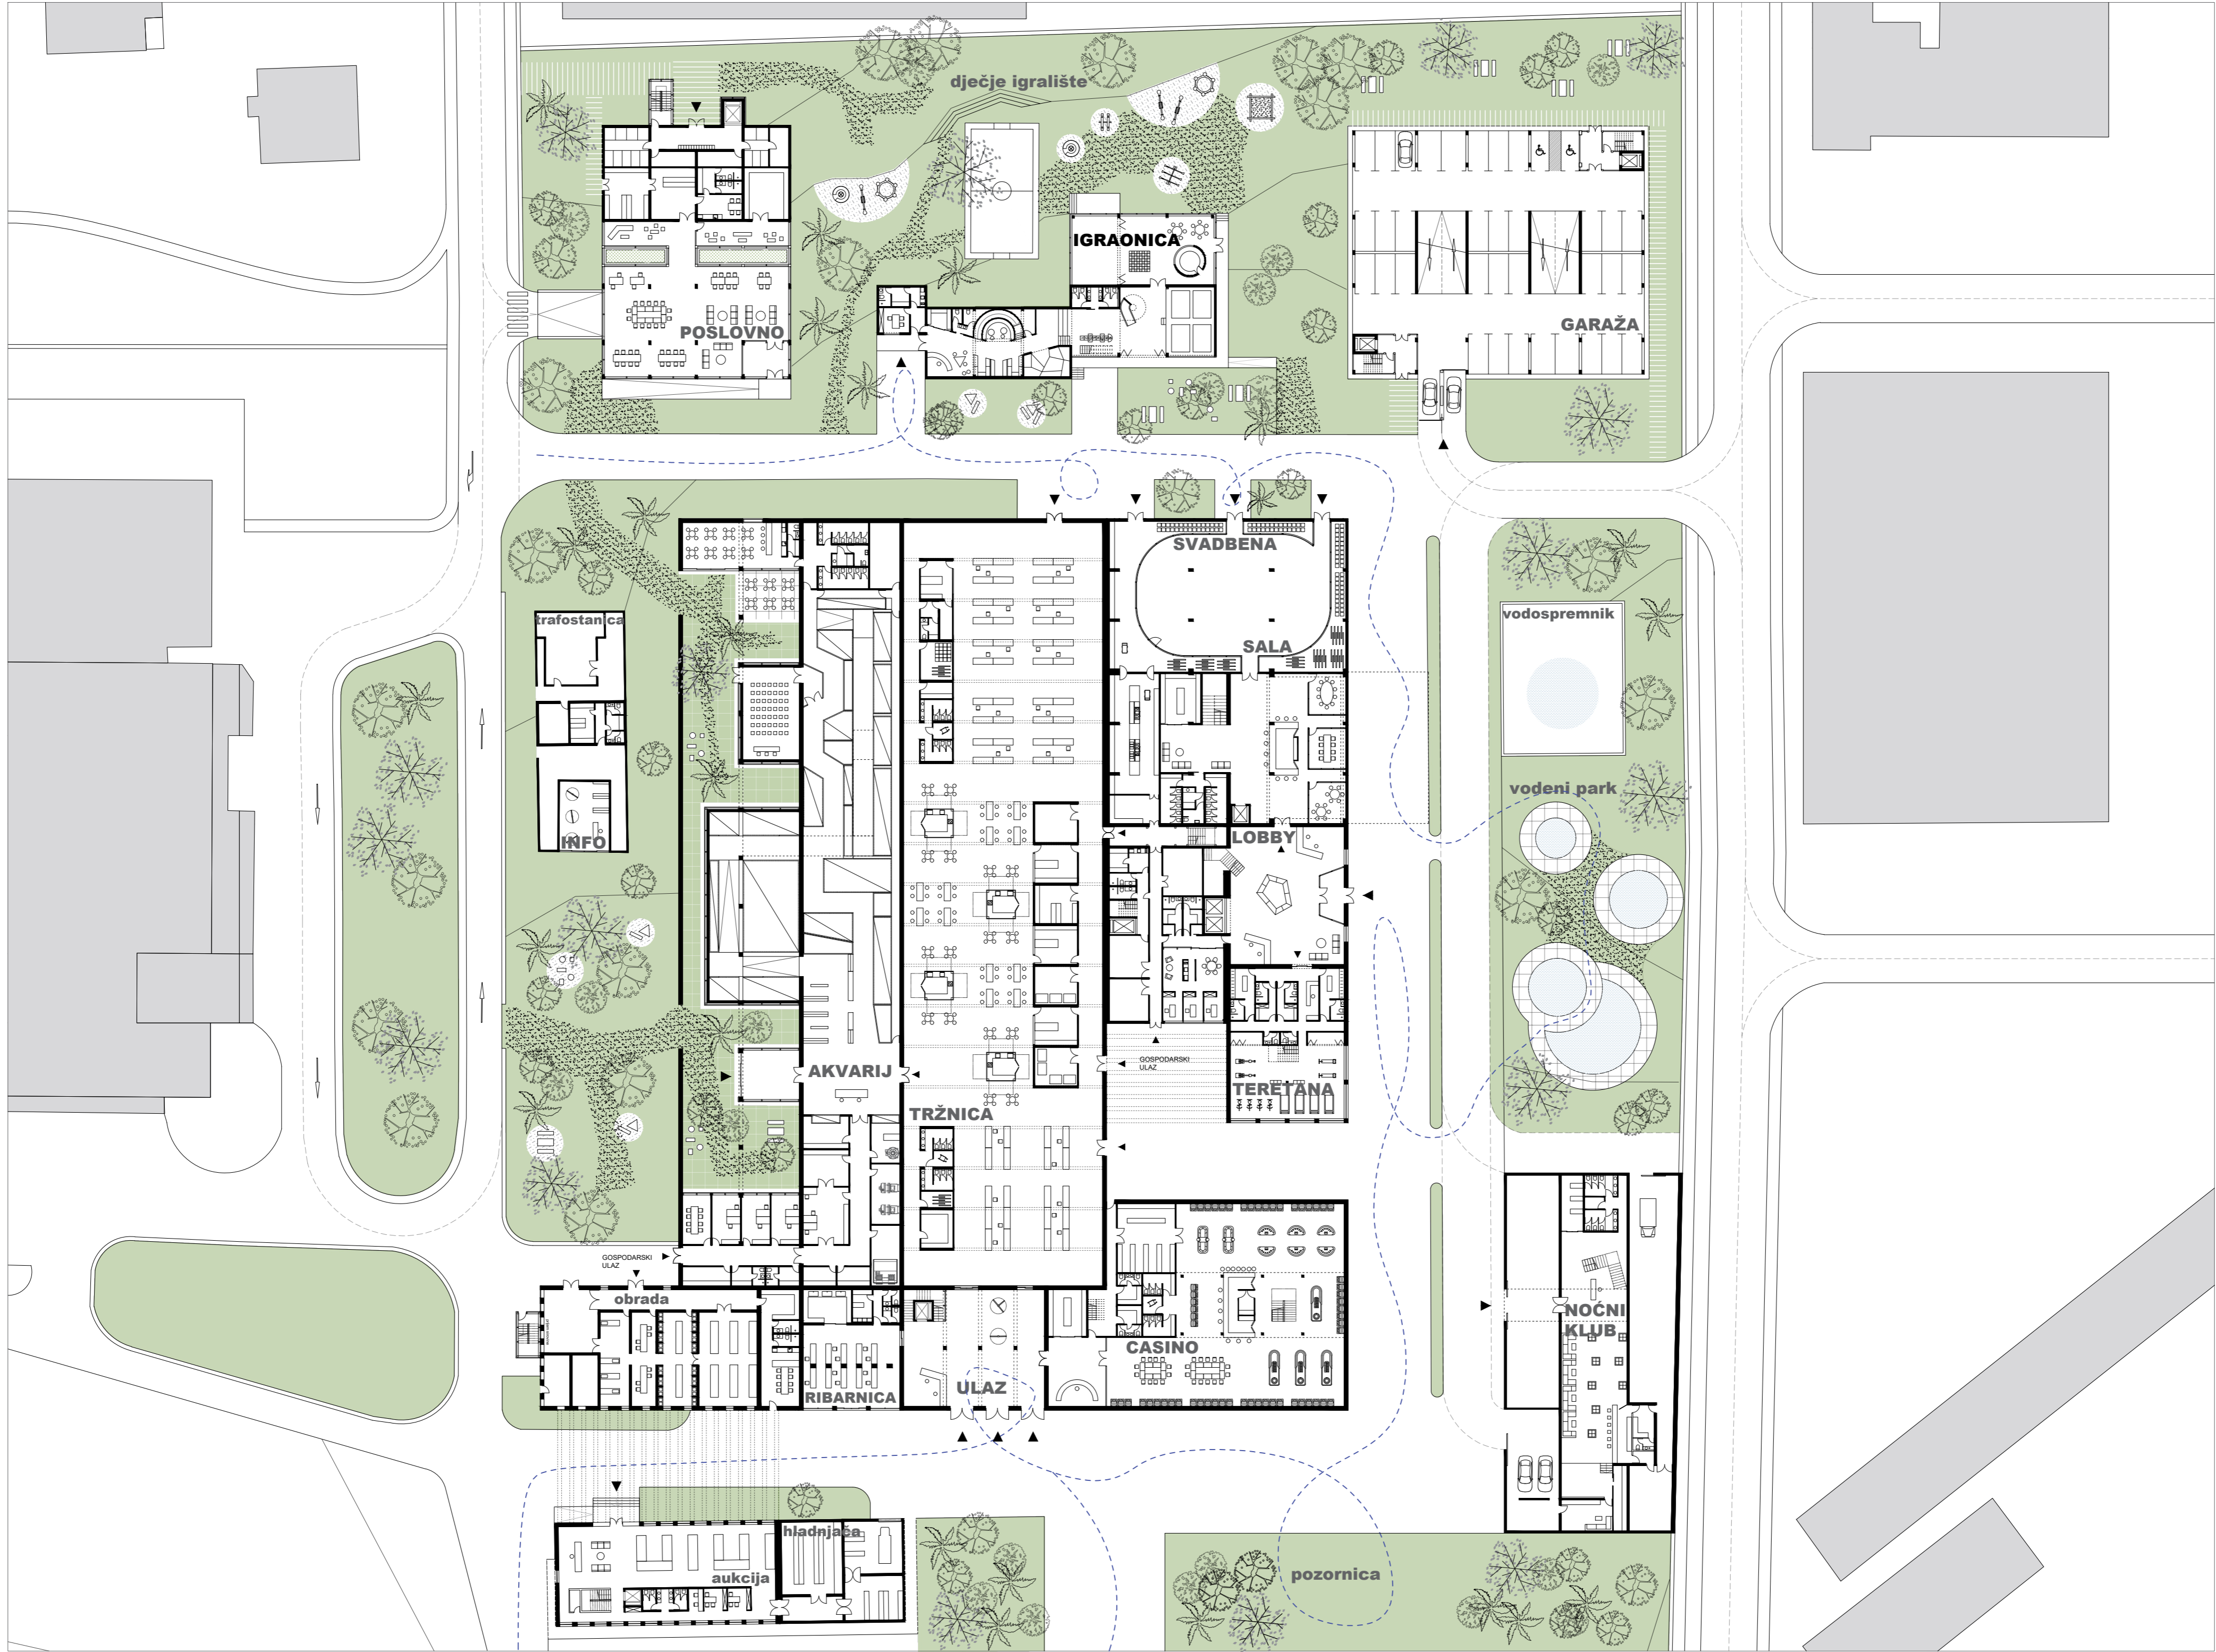 dječje igralište
IGRAONICA
POSLOVNO
GARAŽA
SVADBENA
SALA
trafostanica
vodospremnik
vodeni park
INFO
LOBBY
AKVARIJ
GOSPODARSKI
ULAZ
TERETANA
TRŽNICA
GOSPODARSKI
ULAZ
obrada
NOĆNI
KLUB
CASINO
RIBARNICA
ULAZ
hladnjača
aukcija
pozornica